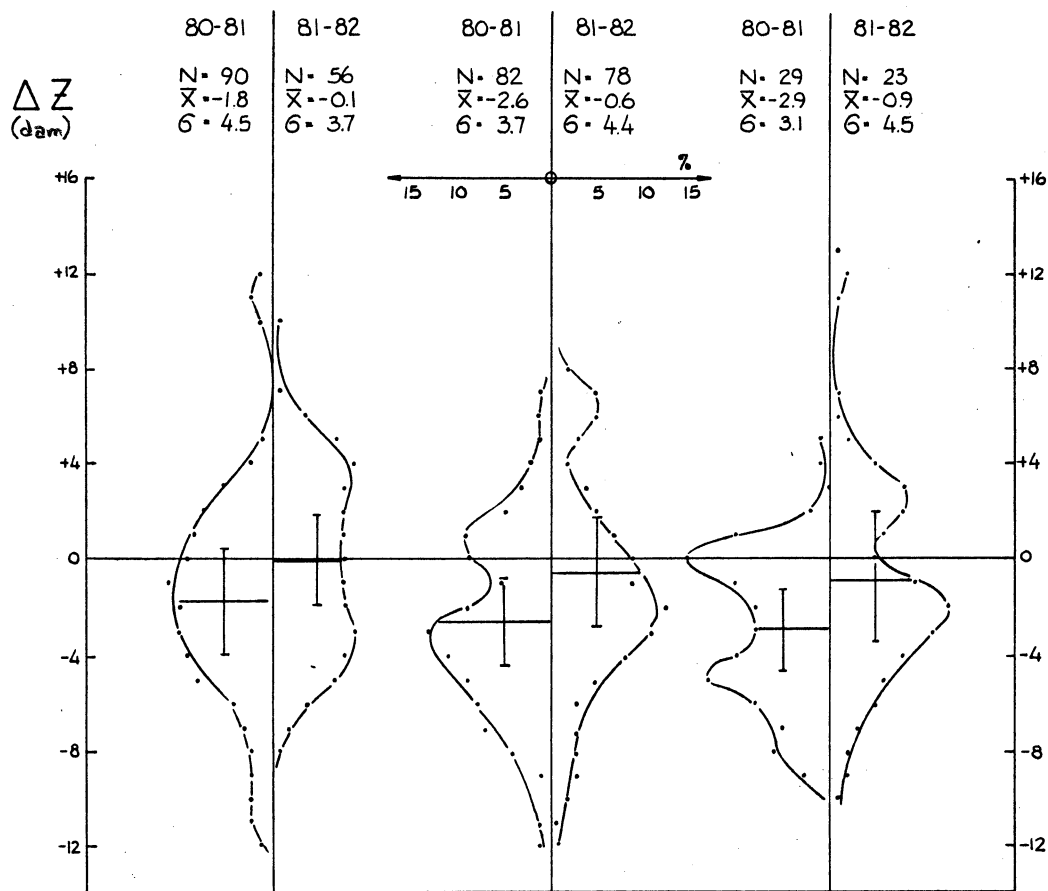 80-81 81-82 80-81 81-82 80-81 81-82
N= 90 N= 56 N= 82 N= 78 N= 29 N= 23
X̅=-1.8 X̅=-0.1 X̅=-2.6 X̅=-0.6 X̅=-2.9 X̅=-0.9
6= 4.5 6= 3.7 6= 3.7 6= 4.4 6= 3.1 6= 4.5
ΔZ
(dam)
%
+16 15 10 5 5 10 15 +16
+12 +12
+8 +8
+4 +4
0 0
-4 -4
-8 -8
-12 -12